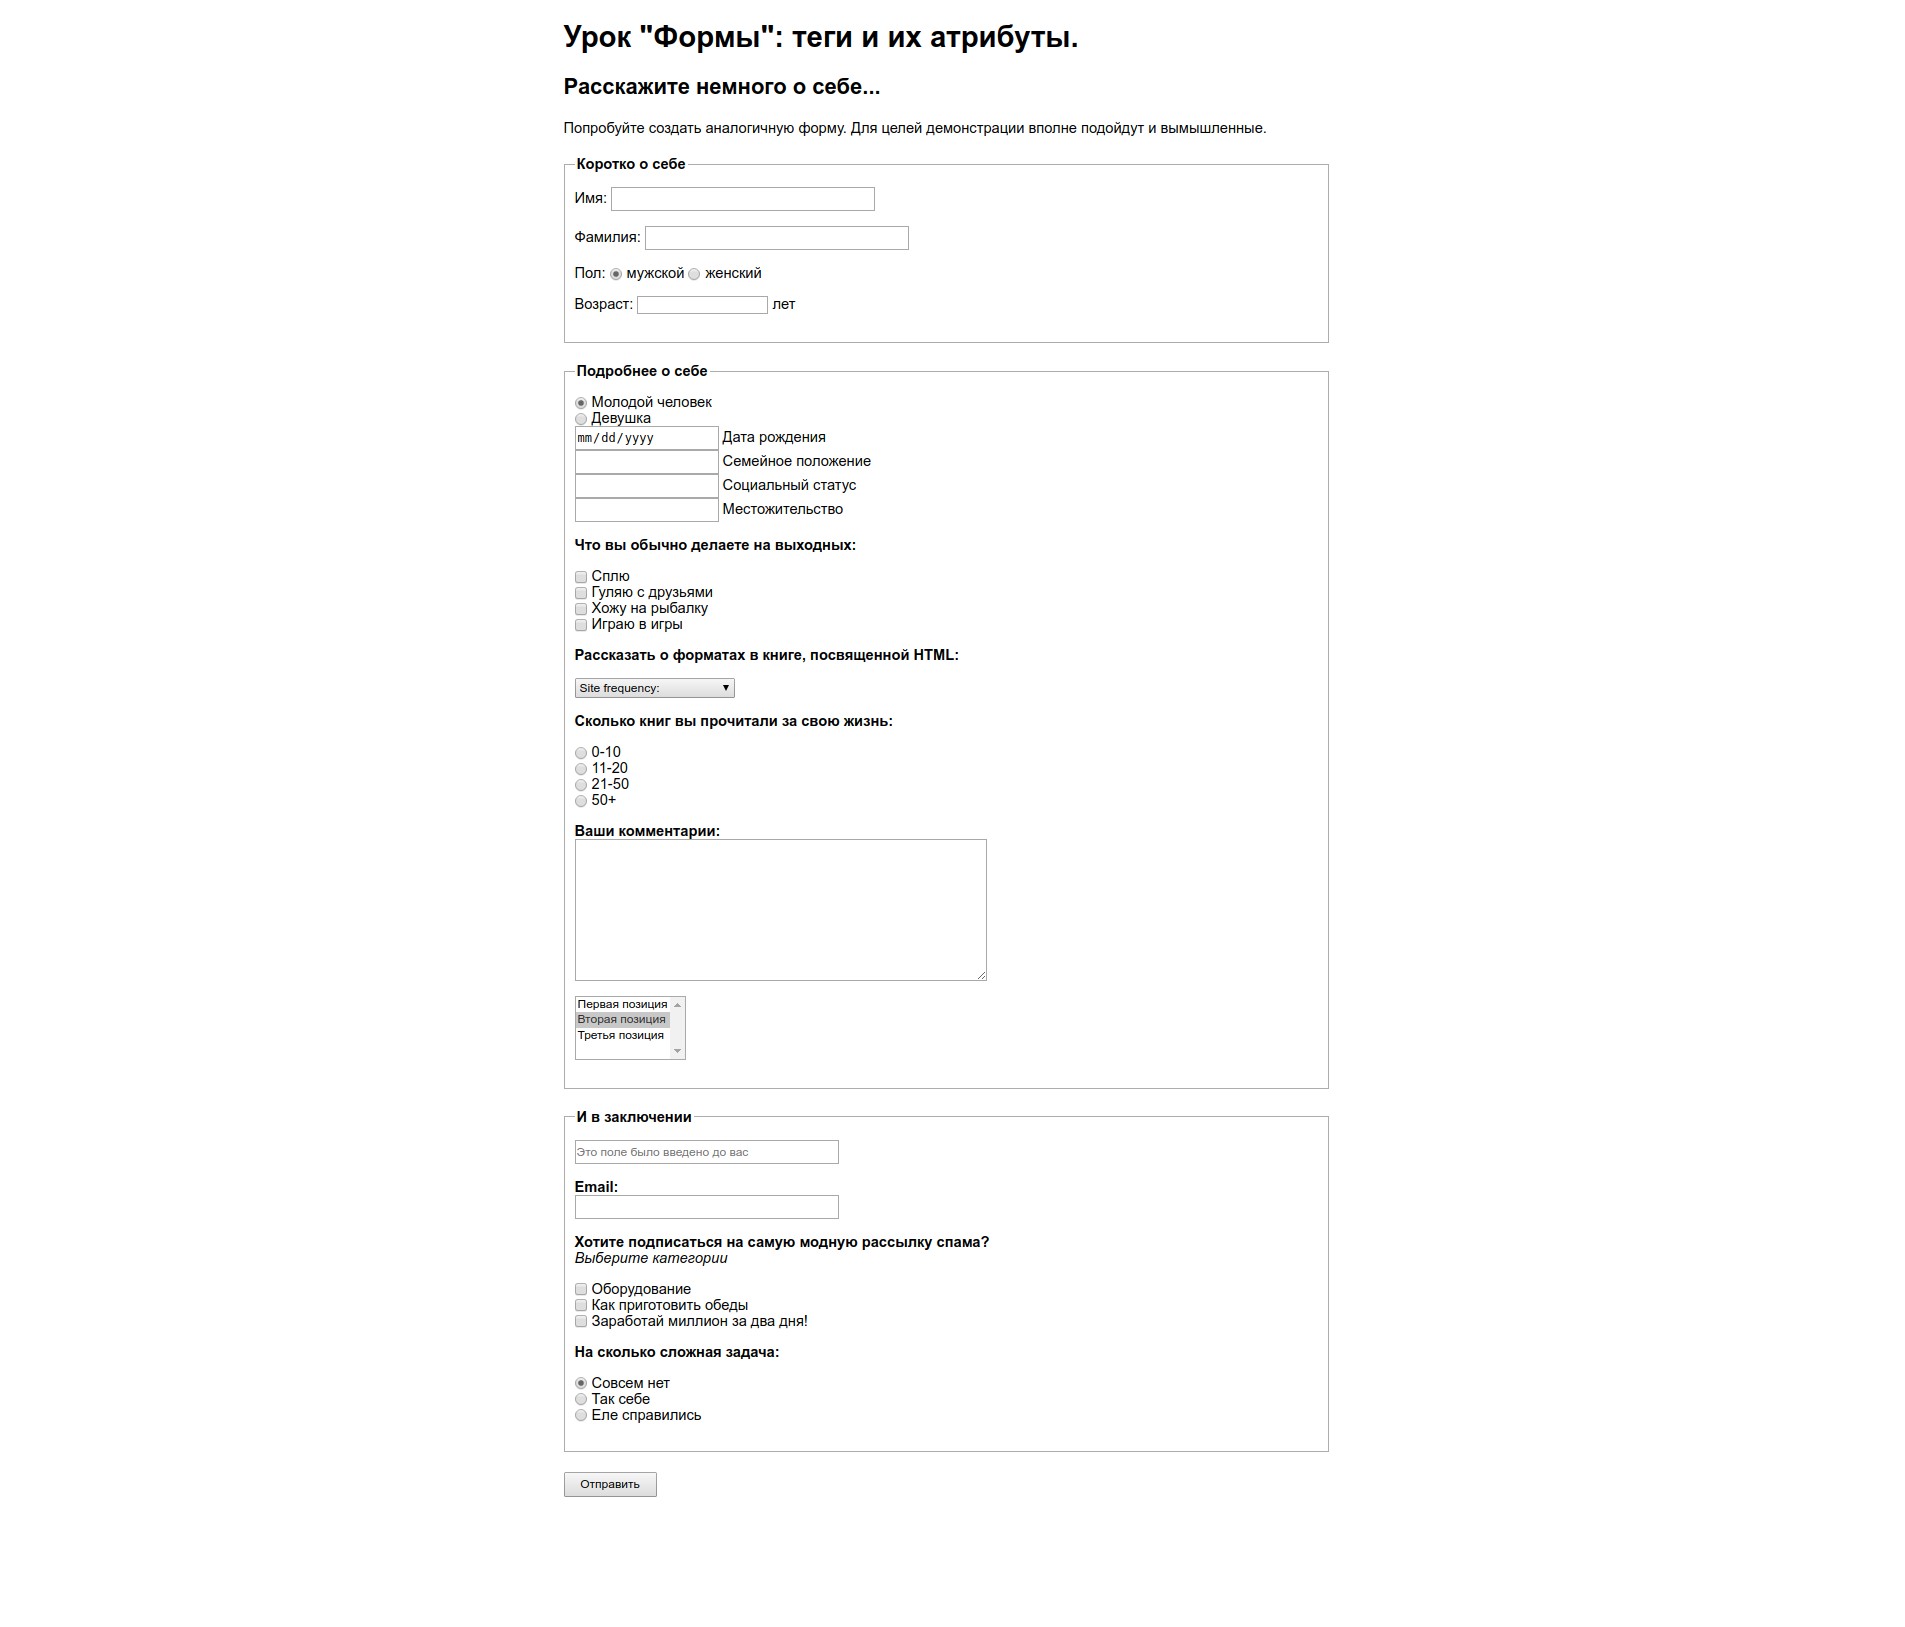 Урок "Формы": теги и их атрибуты.
Расскажите немного о себе...
Попробуйте создать аналогичную форму. Для целей демонстрации вполне подойдут и вымышленные.
Коротко о себе
Имя:
Фамилия:
Пол: мужской женский
Возраст: лет
Подробнее о себе
Молодой человек
Девушка
mm/dd/yyyy Дата рождения
Семейное положение
Социальный статус
Местожительство
Что вы обычно делаете на выходных:
Сплю
Гуляю с друзьями
Хожу на рыбалку
Играю в игры
Рассказать о форматах в книге, посвященной HTML:
Site frequency:
Сколько книг вы прочитали за свою жизнь:
0-10
11-20
21-50
50+
Ваши комментарии:
Первая позиция
Вторая позиция
Третья позиция
И в заключении
Это поле было введено до вас
Email:
Хотите подписаться на самую модную рассылку спама?
Выберите категории
Оборудование
Как приготовить обеды
Заработай миллион за два дня!
На сколько сложная задача:
Совсем нет
Так себе
Еле справились
Отправить